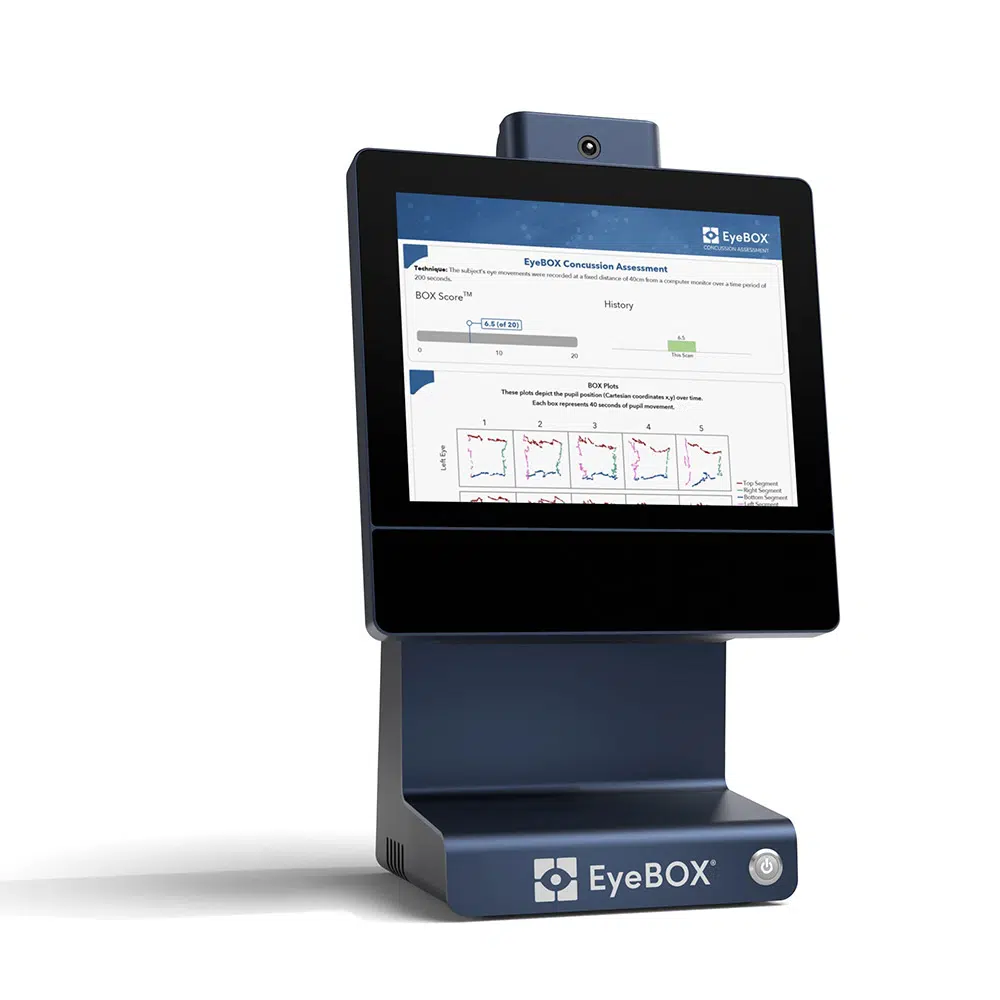 EyeBOX
CONCUSSION ASSESSMENT
EyeBOX Concussion Assessment
Technique: The subject's eye movements were recorded at a fixed distance of 40cm from a computer monitor over a time period of
200 seconds.
BOX Score™
History
6.5 (of 20)
0 10 20
6.5
This Scan
BOX Plots
These plots depict the pupil position (Cartesian coordinates x,y) over time.
Each box represents 40 seconds of pupil movement.
1 2 3 4 5
Left Eye
Top Segment
Right Segment
Bottom Segment
Left Segment
EyeBOX®